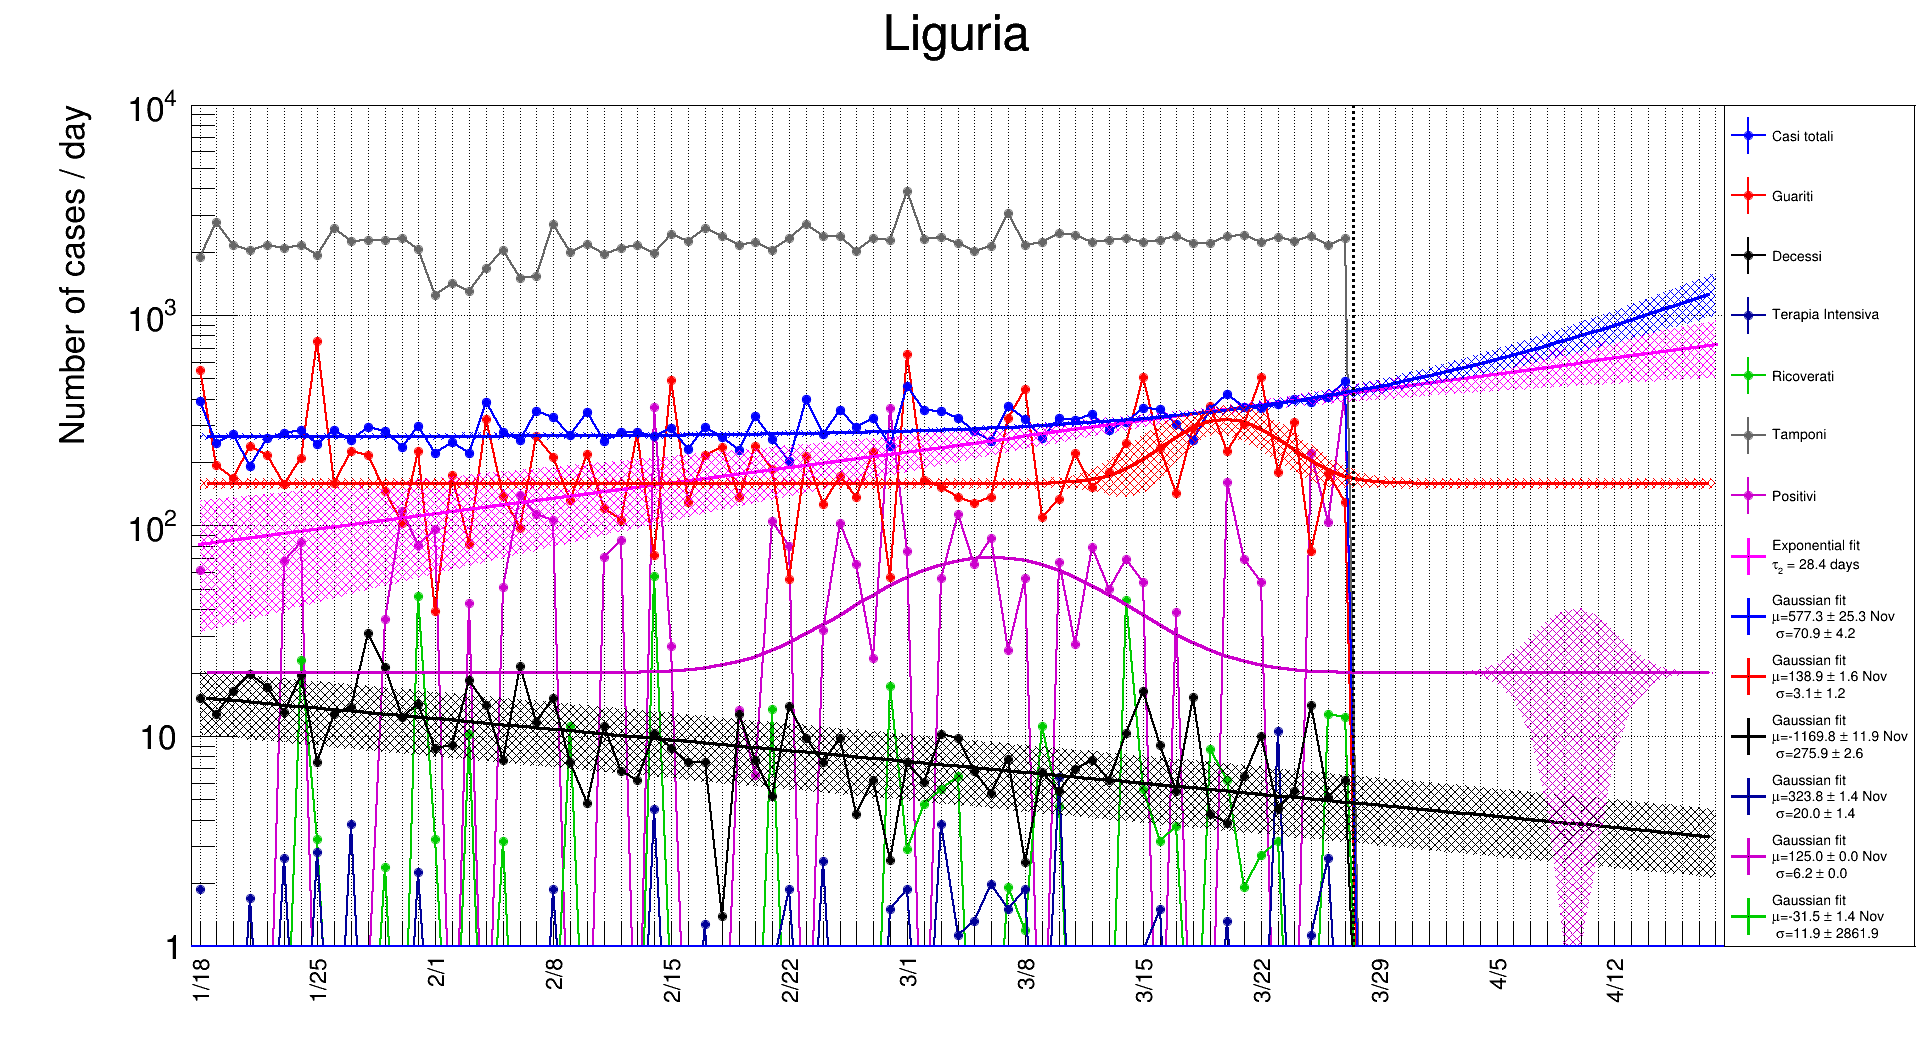 Liguria
Number of cases / day
10⁴
10³
10²
10
1
1/18
1/25
2/1
2/8
2/15
2/22
3/1
3/8
3/15
3/22
3/29
4/5
4/12
Casi totali
Guariti
Decessi
Terapia Intensiva
Ricoverati
Tamponi
Positivi
Exponential fit
τ₂ = 28.4 days
Gaussian fit
μ=577.3 ± 25.3 Nov
σ=70.9 ± 4.2
Gaussian fit
μ=138.9 ± 1.6 Nov
σ=3.1 ± 1.2
Gaussian fit
μ=-1169.8 ± 11.9 Nov
σ=275.9 ± 2.6
Gaussian fit
μ=323.8 ± 1.4 Nov
σ=20.0 ± 1.4
Gaussian fit
μ=125.0 ± 0.0 Nov
σ=6.2 ± 0.0
Gaussian fit
μ=-31.5 ± 1.4 Nov
σ=11.9 ± 2861.9